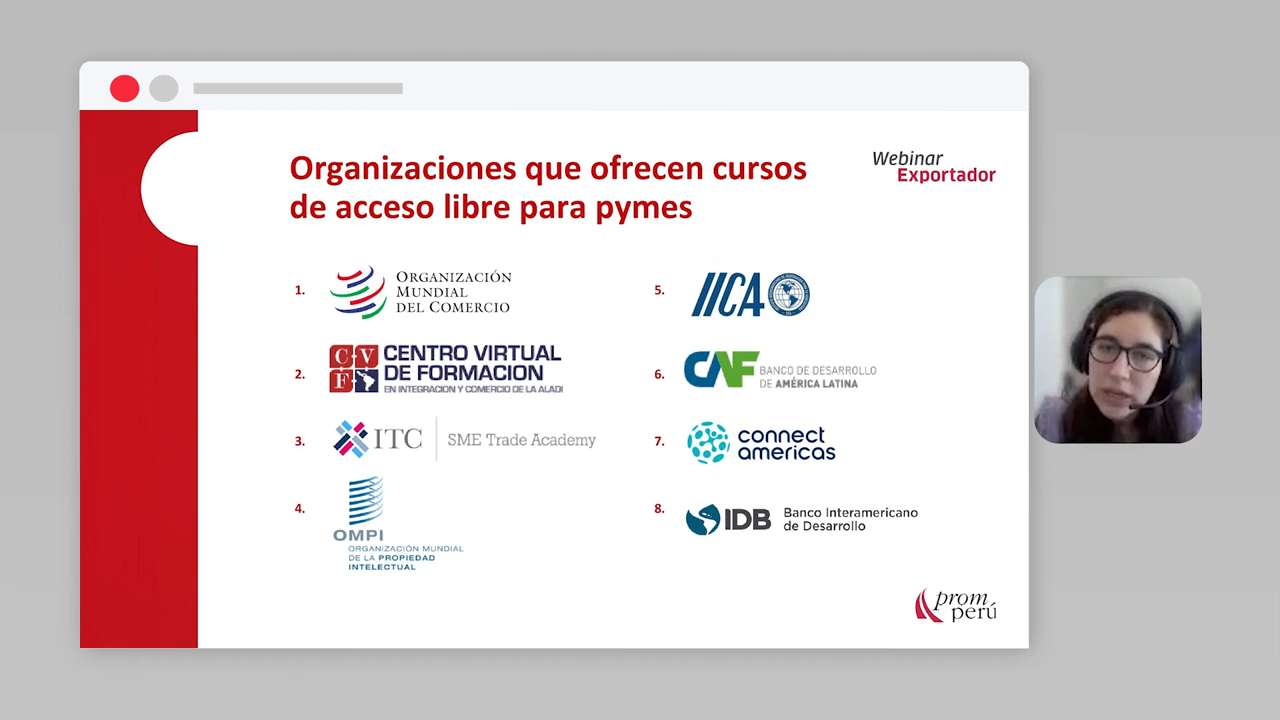 Organizaciones que ofrecen cursos
de acceso libre para pymes
Webinar
Exportador
1.
ORGANIZACIÓN
MUNDIAL
DEL COMERCIO
2.
C V
F
CENTRO VIRTUAL
DE FORMACION
EN INTEGRACION Y COMERCIO DE LA ALADI
3.
ITC SME Trade Academy
4.
OMPI
ORGANIZACIÓN MUNDIAL
DE LA PROPIEDAD
INTELECTUAL
5.
IICA
6.
CAF BANCO DE DESARROLLO
DE AMÉRICA LATINA
7.
connect
americas
8.
IDB Banco Interamericano
de Desarrollo
prom
perú